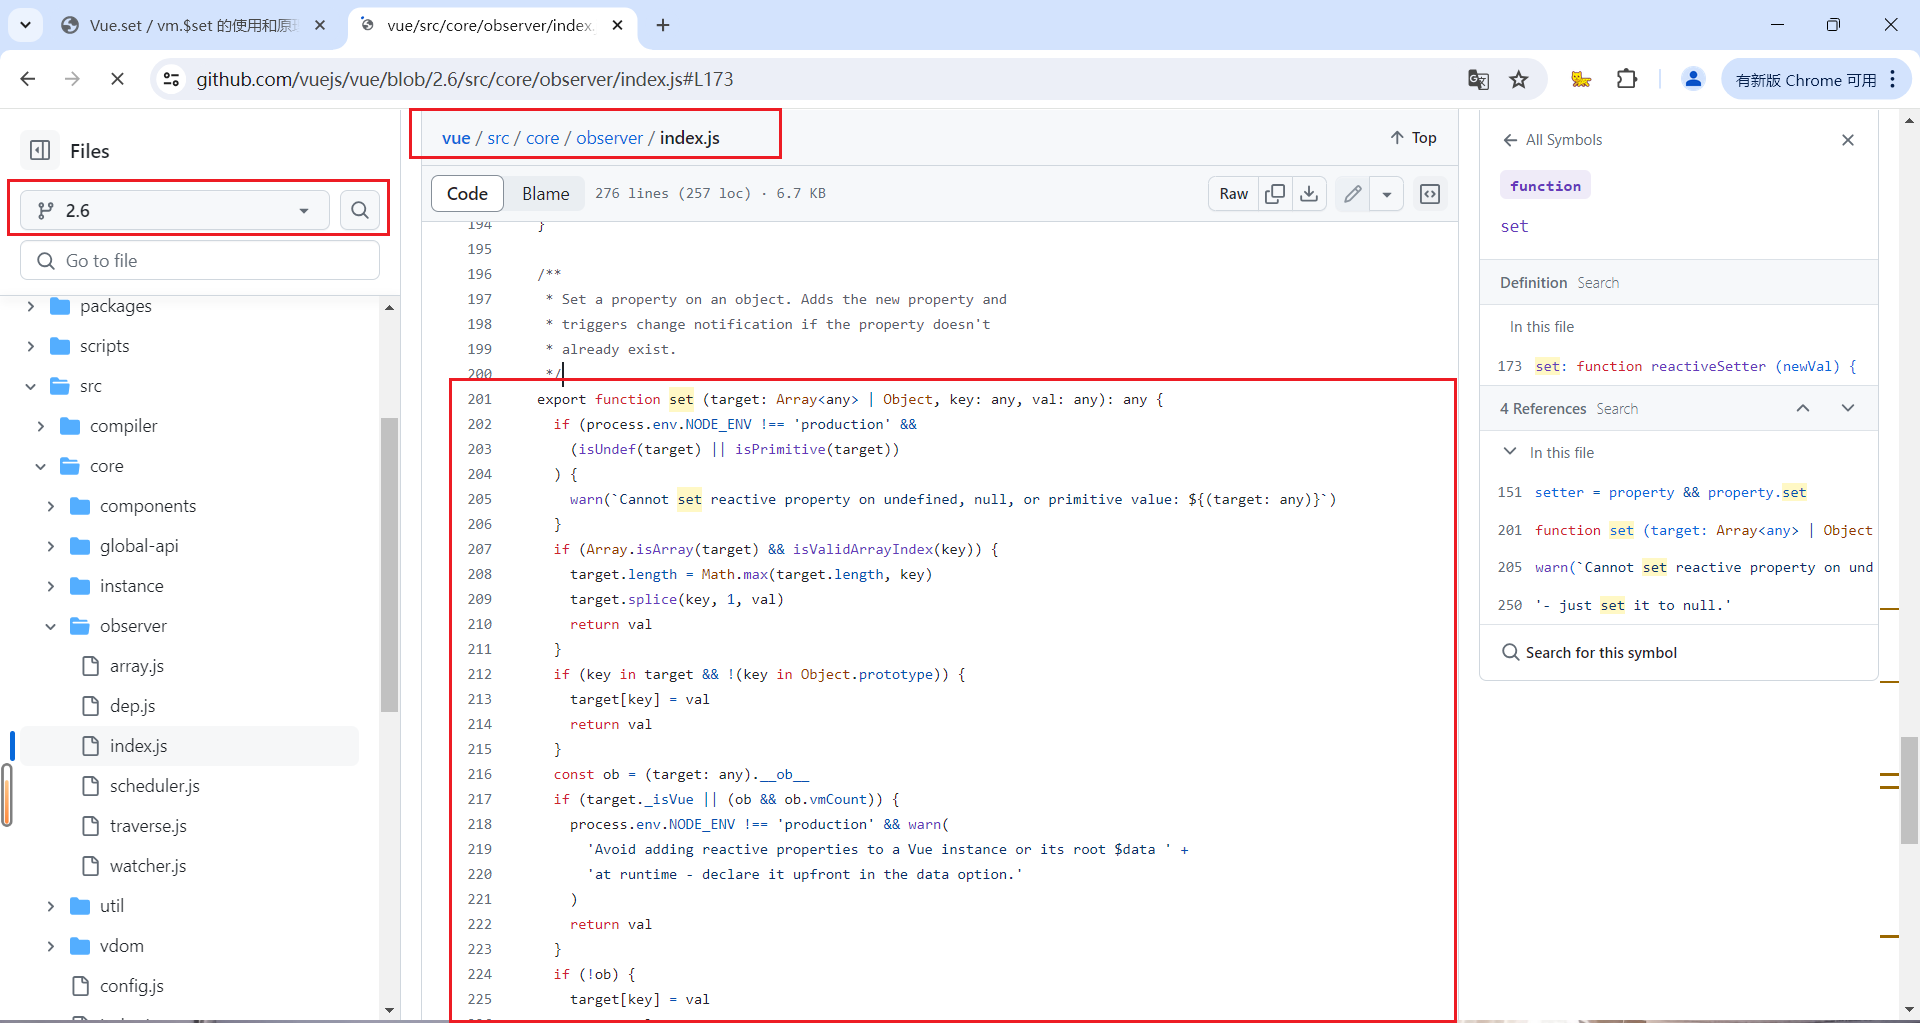 Vue.set / vm.$set 的使用和原
vue/src/core/observer/index.
github.com/vuejs/vue/blob/2.6/src/core/observer/index.js#L173
有新版 Chrome 可用
Files
2.6
Go to file
packages
scripts
src
compiler
core
components
global-api
instance
observer
array.js
dep.js
index.js
scheduler.js
traverse.js
watcher.js
util
vdom
config.js
vue / src / core / observer / index.js
Top
Code Blame 276 lines (257 loc) · 6.7 KB
Raw
194 }
195
196 /**
197 * Set a property on an object. Adds the new property and
198 * triggers change notification if the property doesn't
199 * already exist.
200 */
201 export function set (target: Array<any> | Object, key: any, val: any): any {
202 if (process.env.NODE_ENV !== 'production' &&
203 (isUndef(target) || isPrimitive(target))
204 ) {
205 warn(`Cannot set reactive property on undefined, null, or primitive value: ${(target: any)}`)
206 }
207 if (Array.isArray(target) && isValidArrayIndex(key)) {
208 target.length = Math.max(target.length, key)
209 target.splice(key, 1, val)
210 return val
211 }
212 if (key in target && !(key in Object.prototype)) {
213 target[key] = val
214 return val
215 }
216 const ob = (target: any).__ob__
217 if (target._isVue || (ob && ob.vmCount)) {
218 process.env.NODE_ENV !== 'production' && warn(
219 'Avoid adding reactive properties to a Vue instance or its root $data ' +
220 'at runtime - declare it upfront in the data option.'
221 )
222 return val
223 }
224 if (!ob) {
225 target[key] = val
All Symbols
function
set
Definition Search
In this file
173 set: function reactiveSetter (newVal) {
4 References Search
In this file
151 setter = property && property.set
201 function set (target: Array<any> | Object
205 warn(`Cannot set reactive property on und
250 '- just set it to null.'
Search for this symbol